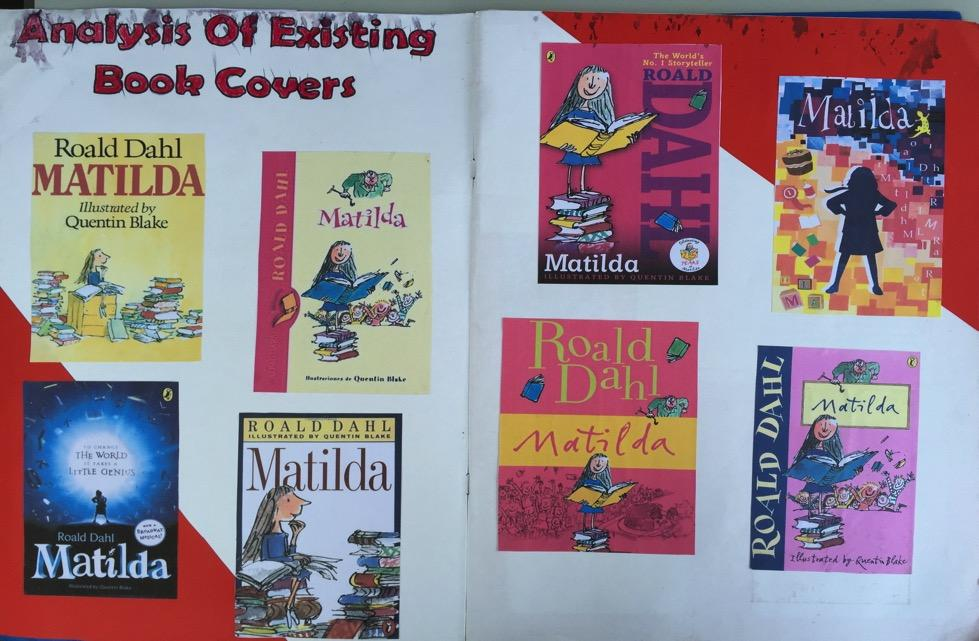 Analysis Of Existing
Book Covers
Roald Dahl
MATILDA
Illustrated by
Quentin Blake
ROALD DAHL
Matilda
Ilustraciones de Quentin Blake
TO CHANGE
THE WORLD
IT TAKES A
LITTLE GENIUS
NOW A
BROADWAY
MUSICAL!
Roald Dahl
Matilda
Illustrated by Quentin Blake
ROALD DAHL
ILLUSTRATED BY QUENTIN BLAKE
Matilda
The World's
No. 1 Storyteller
ROALD
DAHL
Matilda
ILLUSTRATED BY QUENTIN BLAKE
Matilda
Roald
Dahl
Matilda
ROALD DAHL
Matilda
Illustrated by Quentin Blake